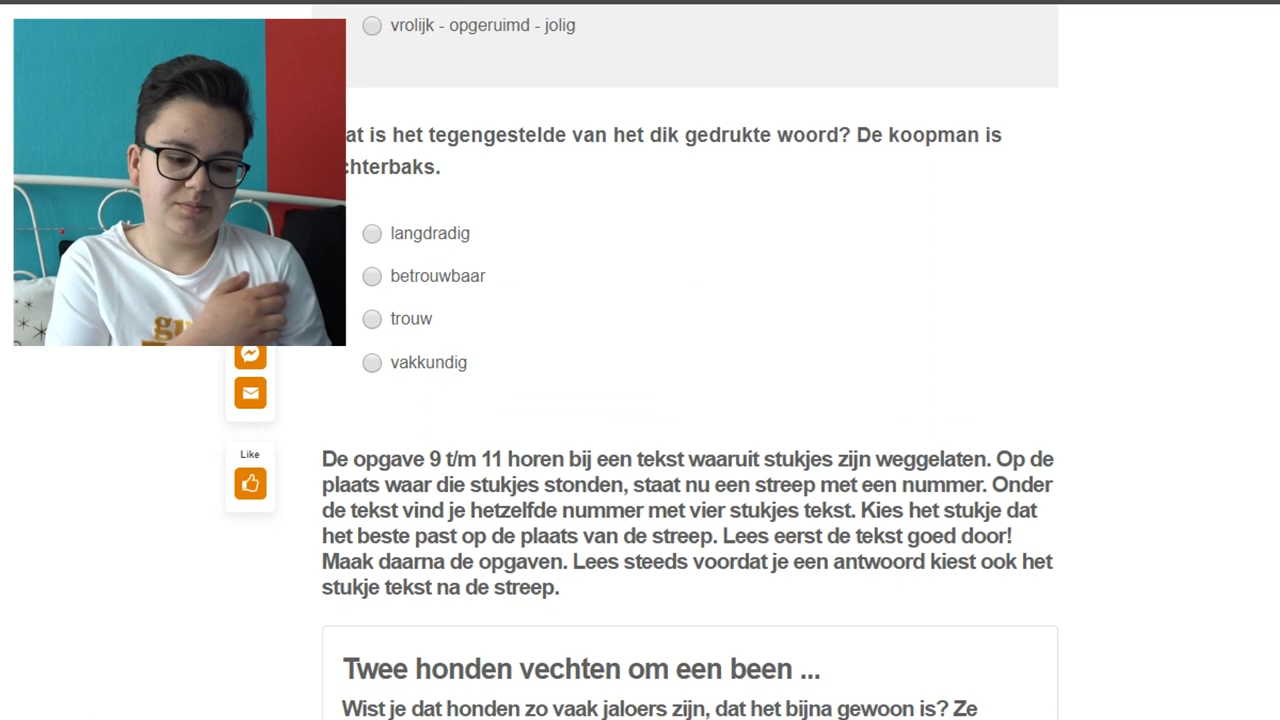 vrolijk - opgeruimd - jolig
at is het tegengestelde van het dik gedrukte woord? De koopman is
chterbaks.
langdradig
betrouwbaar
trouw
vakkundig
Like
De opgave 9 t/m 11 horen bij een tekst waaruit stukjes zijn weggelaten. Op de
plaats waar die stukjes stonden, staat nu een streep met een nummer. Onder
de tekst vind je hetzelfde nummer met vier stukjes tekst. Kies het stukje dat
het beste past op de plaats van de streep. Lees eerst de tekst goed door!
Maak daarna de opgaven. Lees steeds voordat je een antwoord kiest ook het
stukje tekst na de streep.
Twee honden vechten om een been ...
Wist je dat honden zo vaak jaloers zijn, dat het bijna gewoon is? Ze